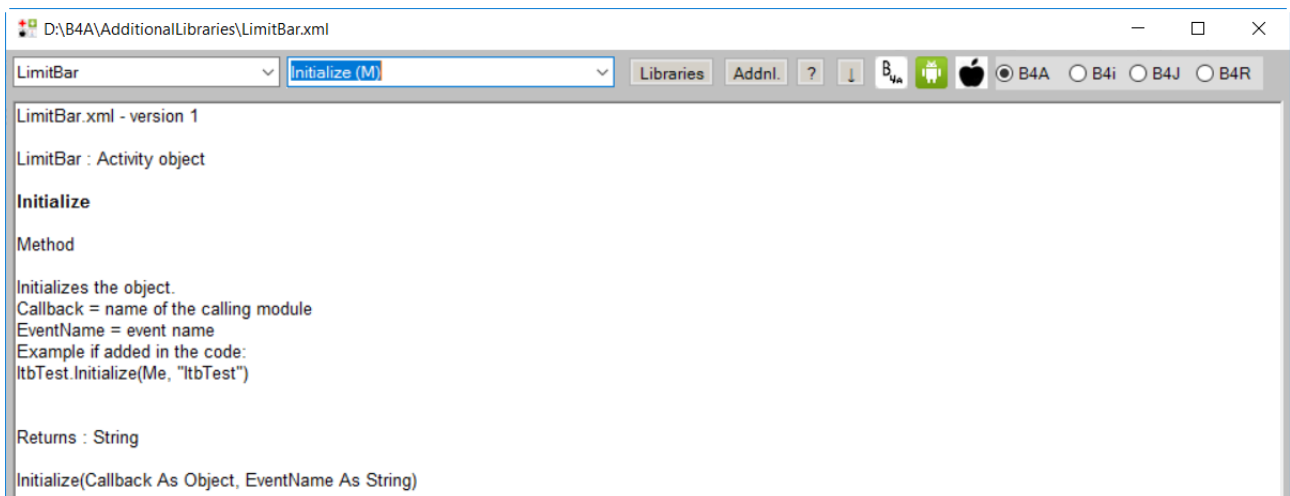 D:\B4A\AdditionalLibraries\LimitBar.xml
LimitBar Initialize (M) Libraries Addnl. ? ↓ B4A B4A B4i B4J B4R
LimitBar.xml - version 1
LimitBar : Activity object
Initialize
Method
Initializes the object.
Callback = name of the calling module
EventName = event name
Example if added in the code:
ltbTest.Initialize(Me, "ltbTest")
Returns : String
Initialize(Callback As Object, EventName As String)